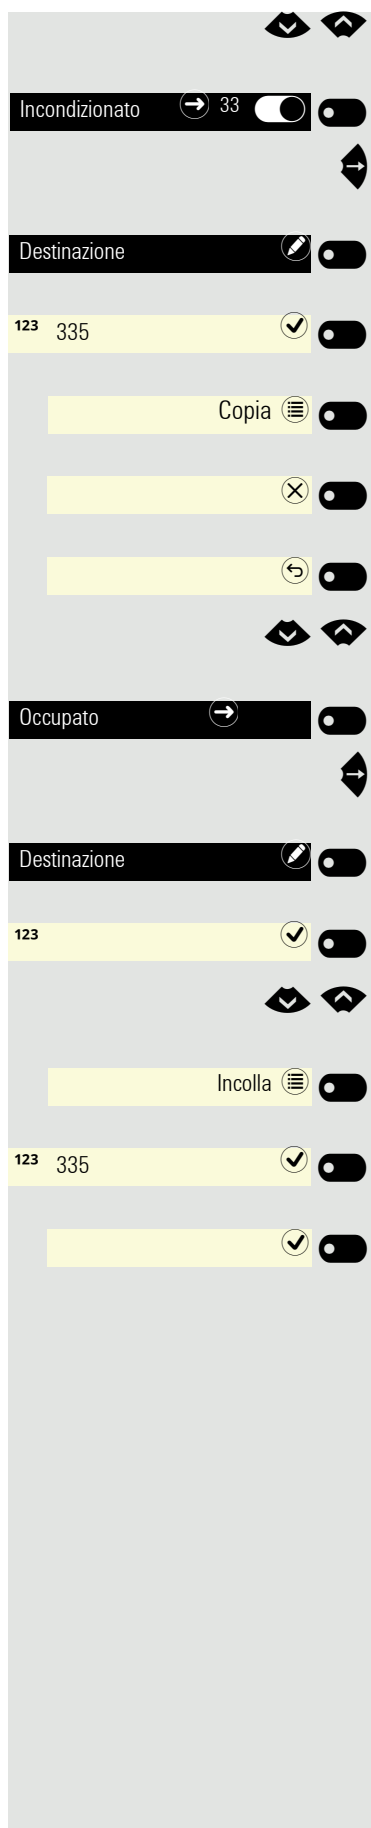 Incondizionato 33
Destinazione
123 335
Copia
Occupato
Destinazione
123
Incolla
123 335